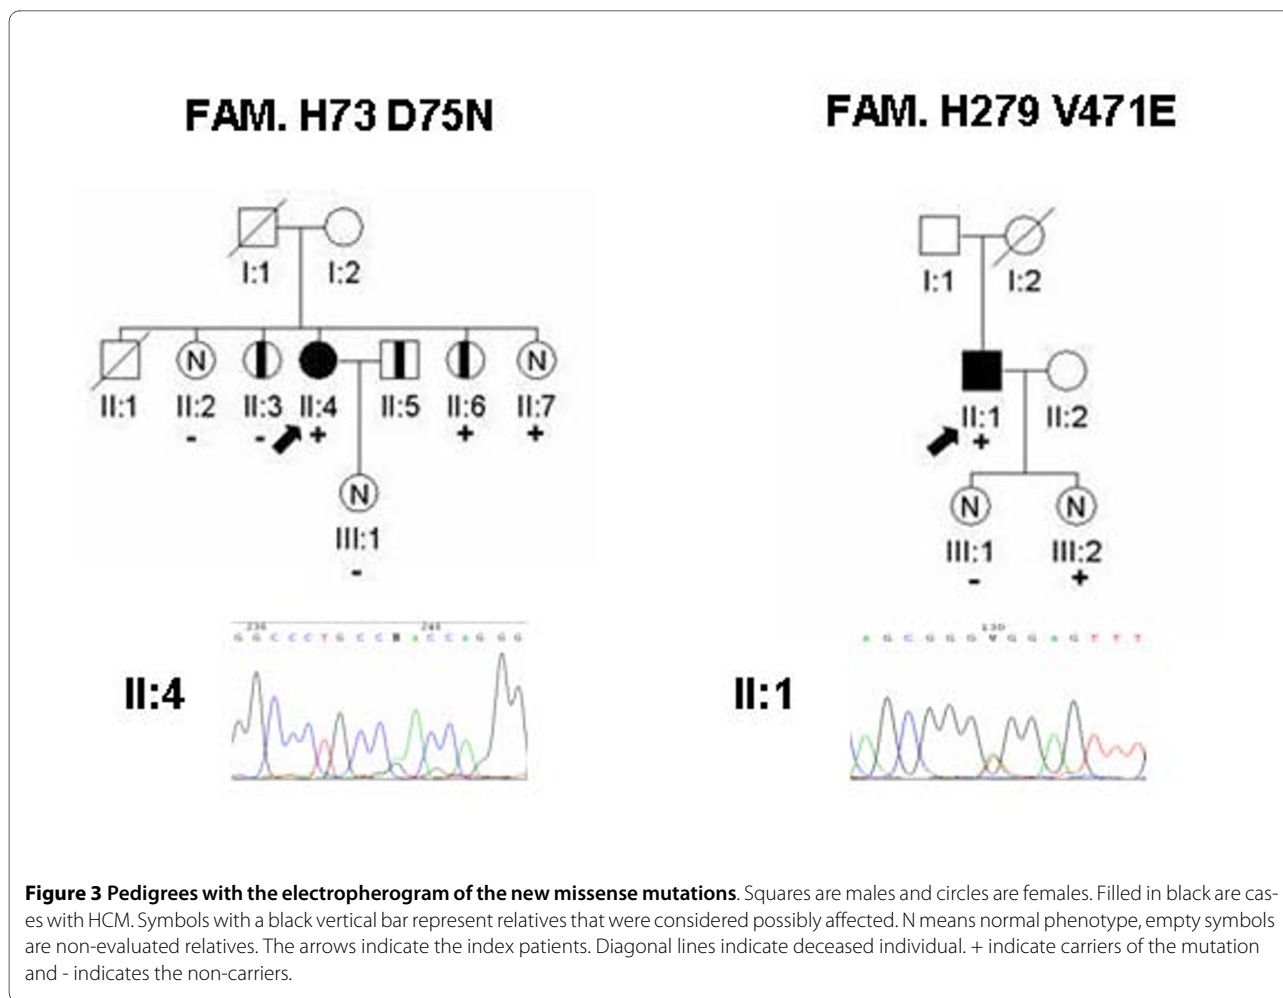 FAM. H73 D75N
FAM. H279 V471E
I:1 I:2
I:1 I:2
N N
II:1 II:2 II:3 II:4 II:5 II:6 II:7
- - + + +
II:1 II:2
+
N
III:1
-
N N
III:1 III:2
- +
236 248
G G C C C T G C C N A C C A G G G
130
A G C G G G W G G A G T T T
II:4
II:1
Figure 3 Pedigrees with the electropherogram of the new missense mutations. Squares are males and circles are females. Filled in black are cas-
es with HCM. Symbols with a black vertical bar represent relatives that were considered possibly affected. N means normal phenotype, empty symbols
are non-evaluated relatives. The arrows indicate the index patients. Diagonal lines indicate deceased individual. + indicate carriers of the mutation
and - indicates the non-carriers.